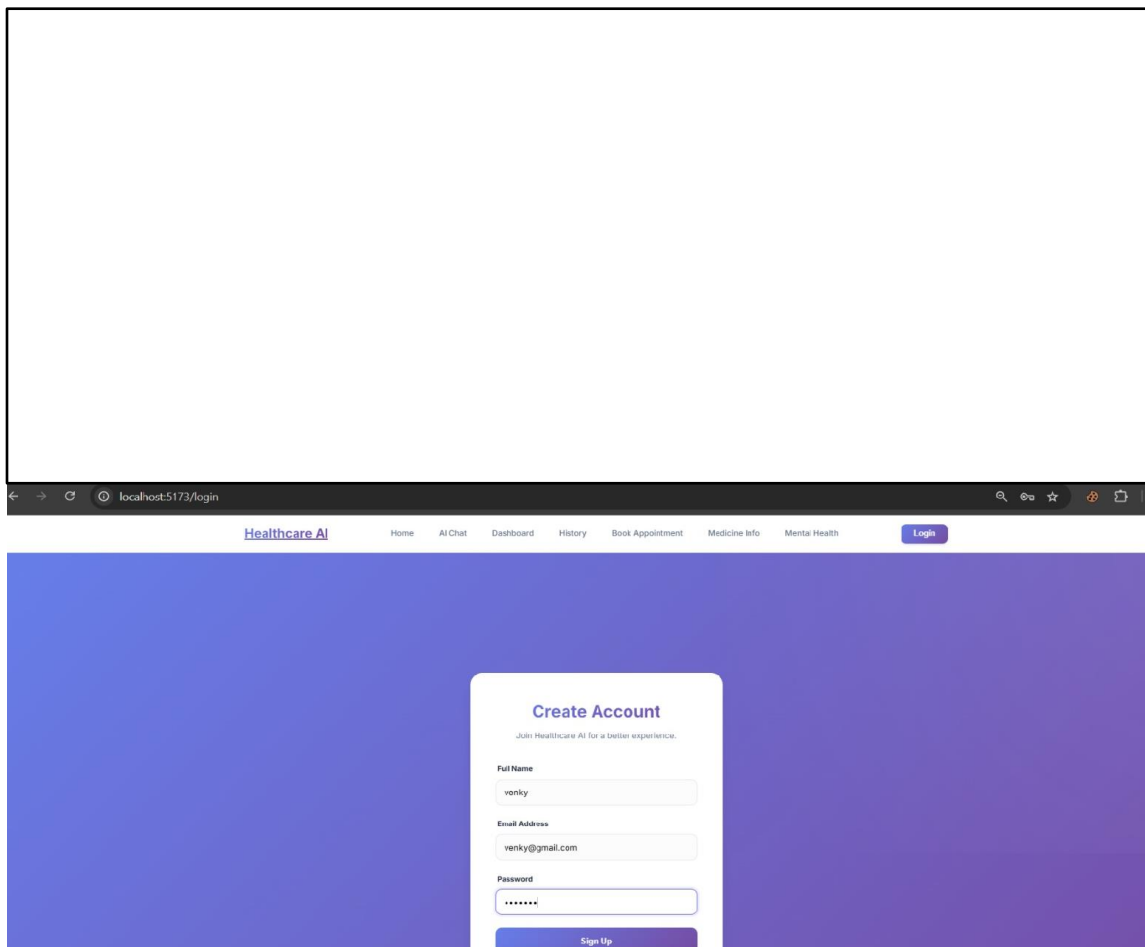 localhost:5173/login
Healthcare AI Home AI Chat Dashboard History Book Appointment Medicine Info Mental Health Login
Create Account
Join Healthcare AI for a better experience.
Full Name
venky
Email Address
venky@gmail.com
Password
Sign Up